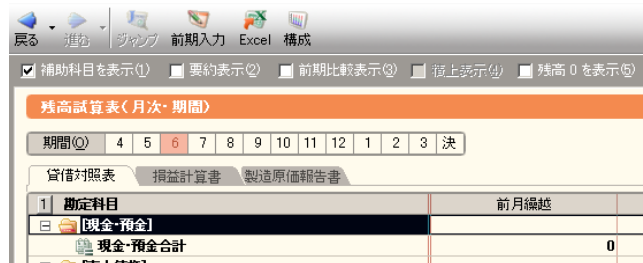 戻る 進む ジャンプ 前期入力 Excel 構成
補助科目を表示(1) 要約表示(2) 前期比較表示(3) 積上表示(4) 残高０を表示(5)
残高試算表(月次・期間)
期間(O) 4 5 6 7 8 9 10 11 12 1 2 3 決
貸借対照表 損益計算書 製造原価報告書
1 勘定科目 前月繰越
[現金・預金]
現金・預金合計 0